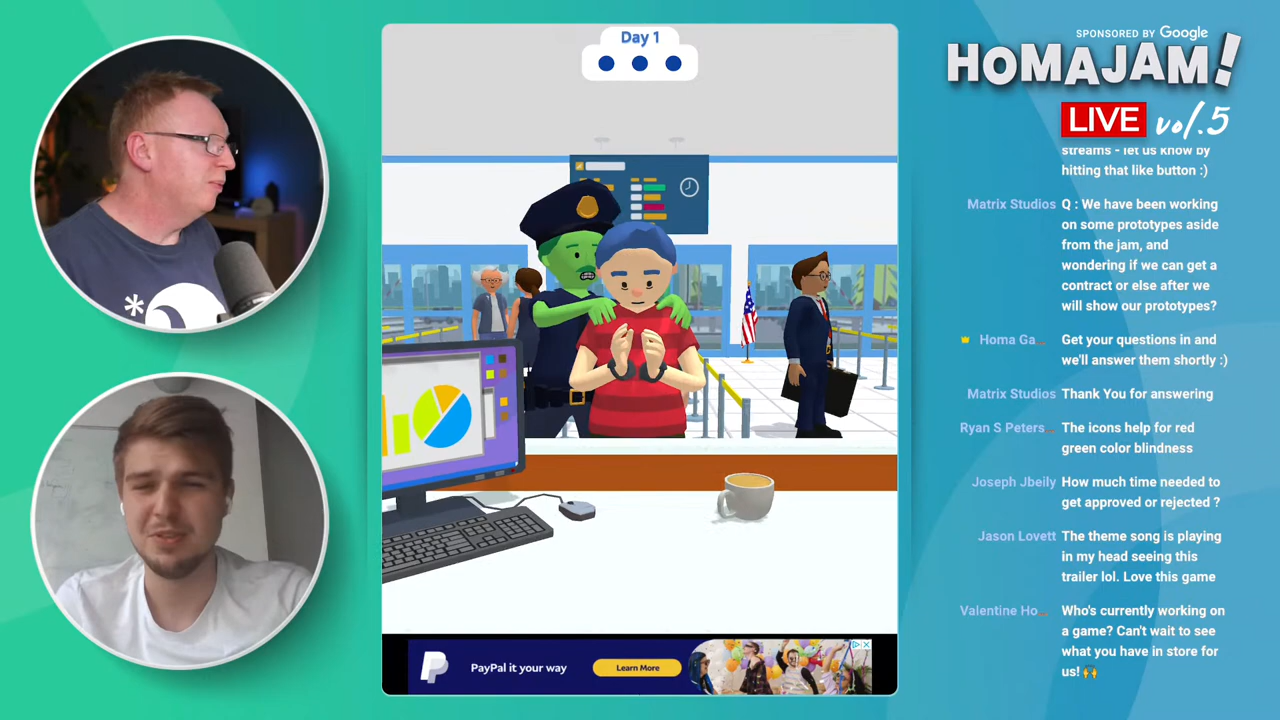 Day 1
PayPal it your way
Learn More
SPONSORED BY Google
HOMAJAM!
LIVE vol.5
streams - let us know by
hitting that like button :)
Matrix Studios Q : We have been working
on some prototypes aside
from the jam, and
wondering if we can get a
contract or else after we
will show our prototypes?
Homa Ga... Get your questions in and
we'll answer them shortly :)
Matrix Studios Thank You for answering
Ryan S Peters... The icons help for red
green color blindness
Joseph Jbeily How much time needed to
get approved or rejected ?
Jason Lovett The theme song is playing
in my head seeing this
trailer lol. Love this game
Valentine Ho... Who's currently working on
a game? Can't wait to see
what you have in store for
us! 🙌